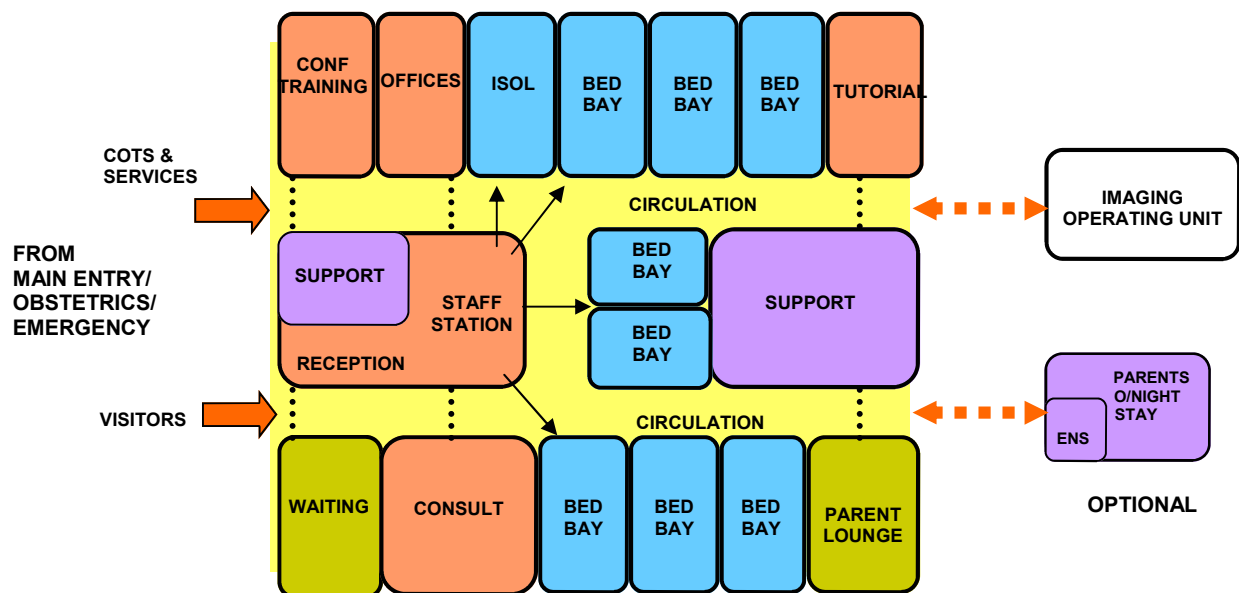 CONF
TRAINING
OFFICES
ISOL
BED
BAY
BED
BAY
BED
BAY
TUTORIAL
COTS &
SERVICES
CIRCULATION
IMAGING
OPERATING UNIT
FROM
MAIN ENTRY/
OBSTETRICS/
EMERGENCY
SUPPORT
STAFF
STATION
RECEPTION
BED
BAY
BED
BAY
SUPPORT
VISITORS
CIRCULATION
PARENTS
O/NIGHT
STAY
ENS
OPTIONAL
WAITING
CONSULT
BED
BAY
BED
BAY
BED
BAY
PARENT
LOUNGE